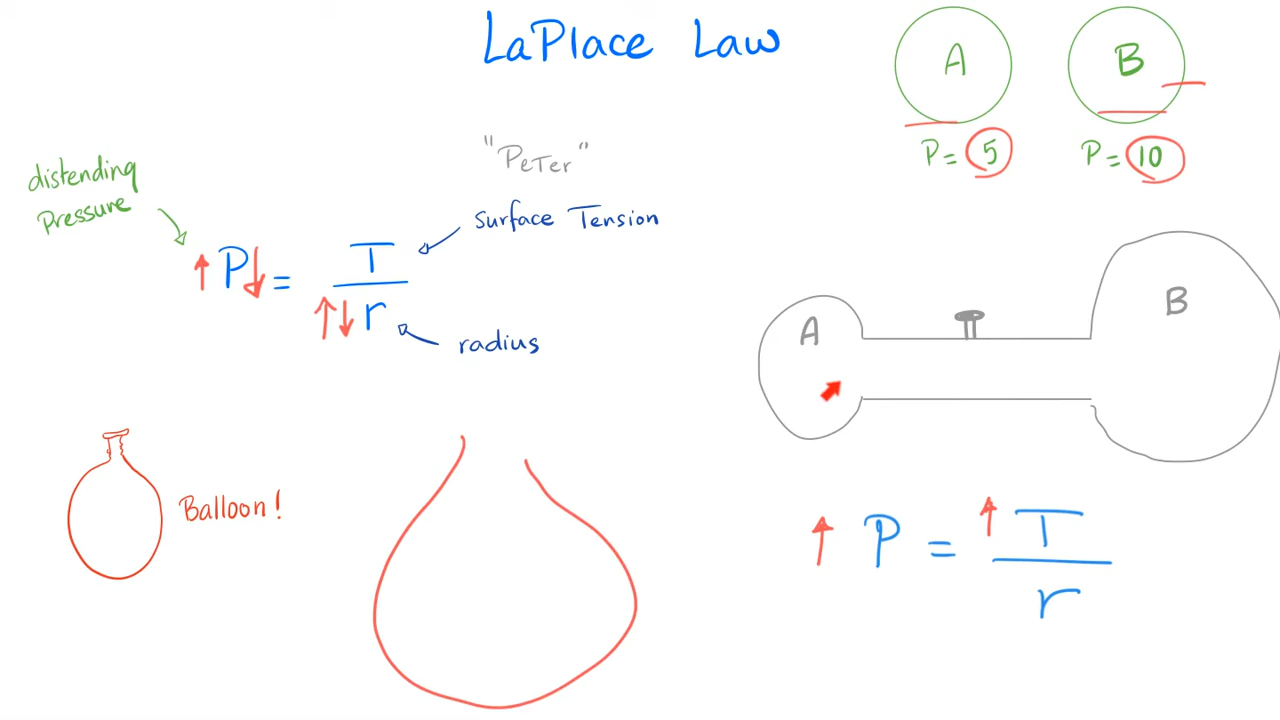 LaPlace Law
A
B
P = 5
P = 10
"PeTer"
distending
Pressure
Surface Tension
↑ P ↓ = T
↑↓ r
radius
A
B
Balloon!
↑ P = ↑ T
r